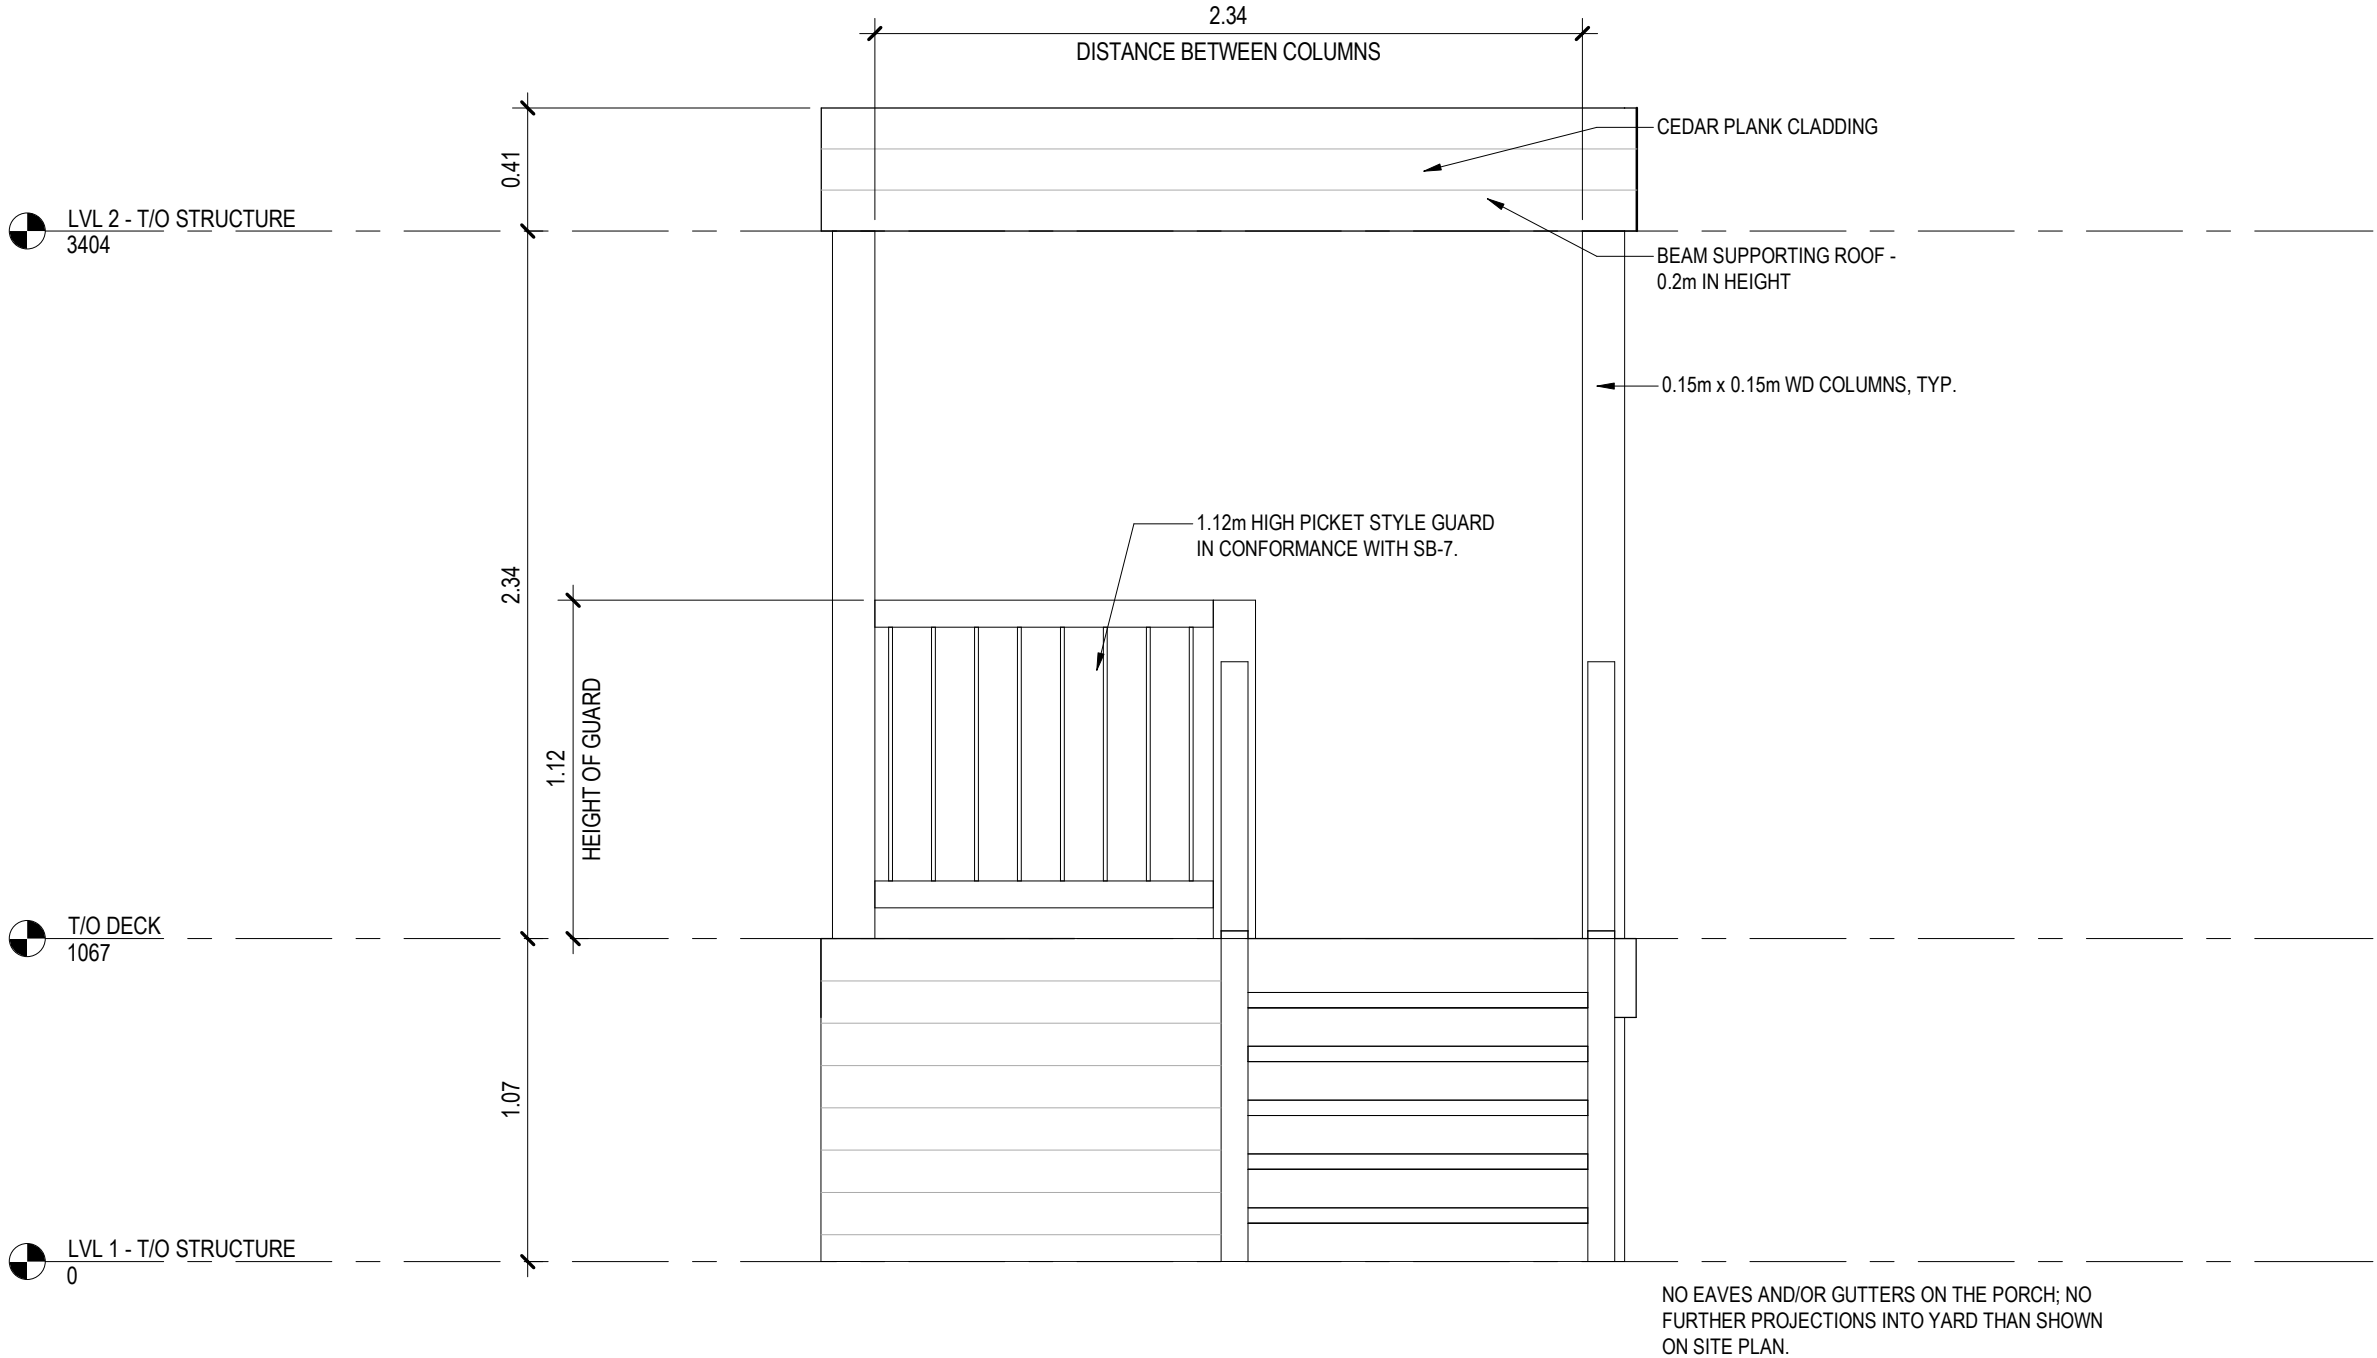 2.34
DISTANCE BETWEEN COLUMNS
CEDAR PLANK CLADDING
0.41
LVL 2 - T/O STRUCTURE
3404
BEAM SUPPORTING ROOF -
0.2m IN HEIGHT
0.15m x 0.15m WD COLUMNS, TYP.
1.12m HIGH PICKET STYLE GUARD
IN CONFORMANCE WITH SB-7.
2.34
1.12
HEIGHT OF GUARD
T/O DECK
1067
1.07
LVL 1 - T/O STRUCTURE
0
NO EAVES AND/OR GUTTERS ON THE PORCH; NO
FURTHER PROJECTIONS INTO YARD THAN SHOWN
ON SITE PLAN.